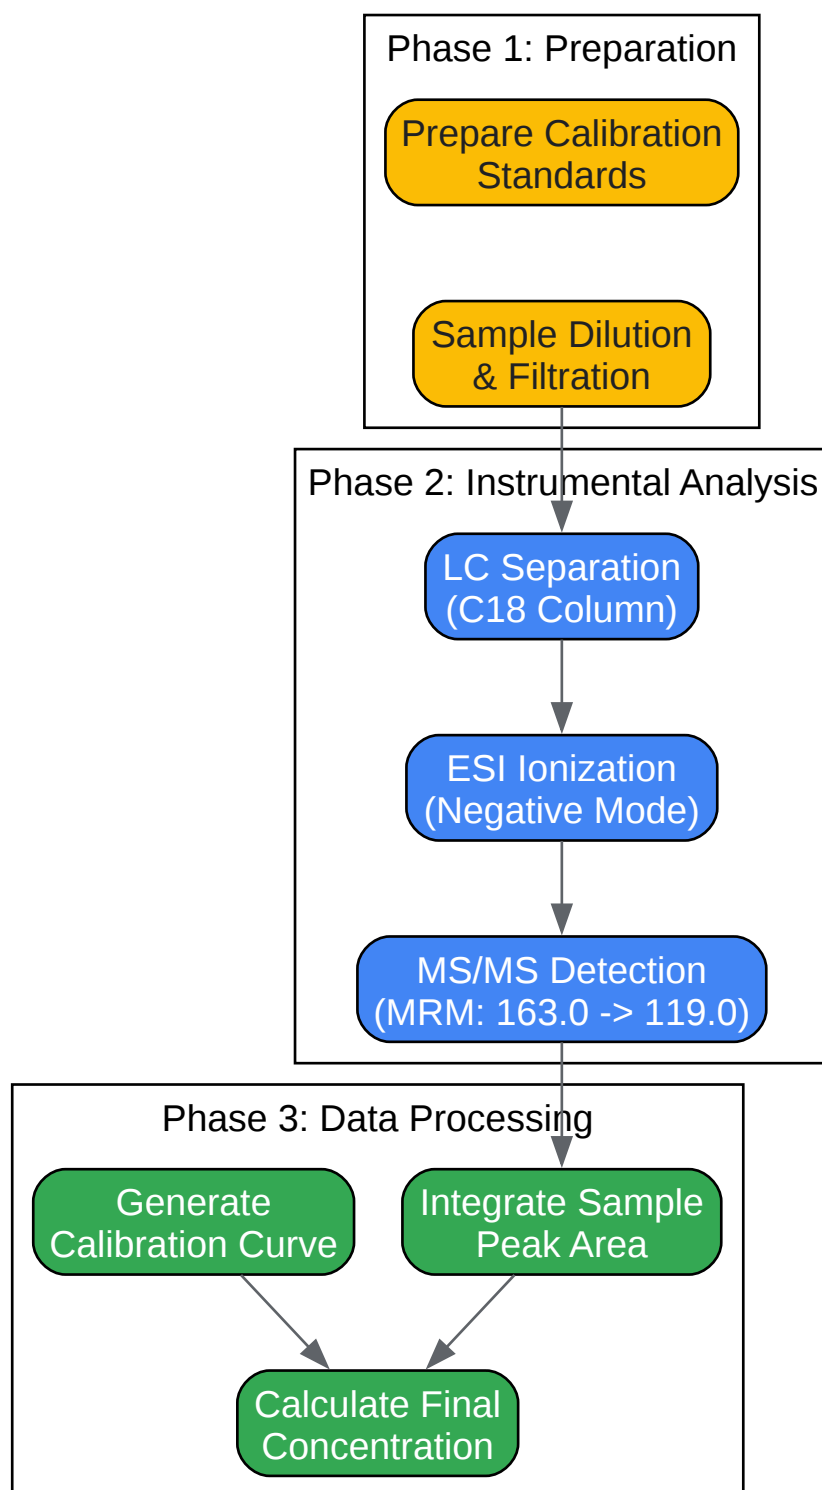 Phase 1: Preparation
Prepare Calibration
Standards
Sample Dilution
& Filtration
Phase 2: Instrumental Analysis
LC Separation
(C18 Column)
ESI Ionization
(Negative Mode)
MS/MS Detection
(MRM: 163.0 -> 119.0)
Phase 3: Data Processing
Generate
Calibration Curve
Integrate Sample
Peak Area
Calculate Final
Concentration